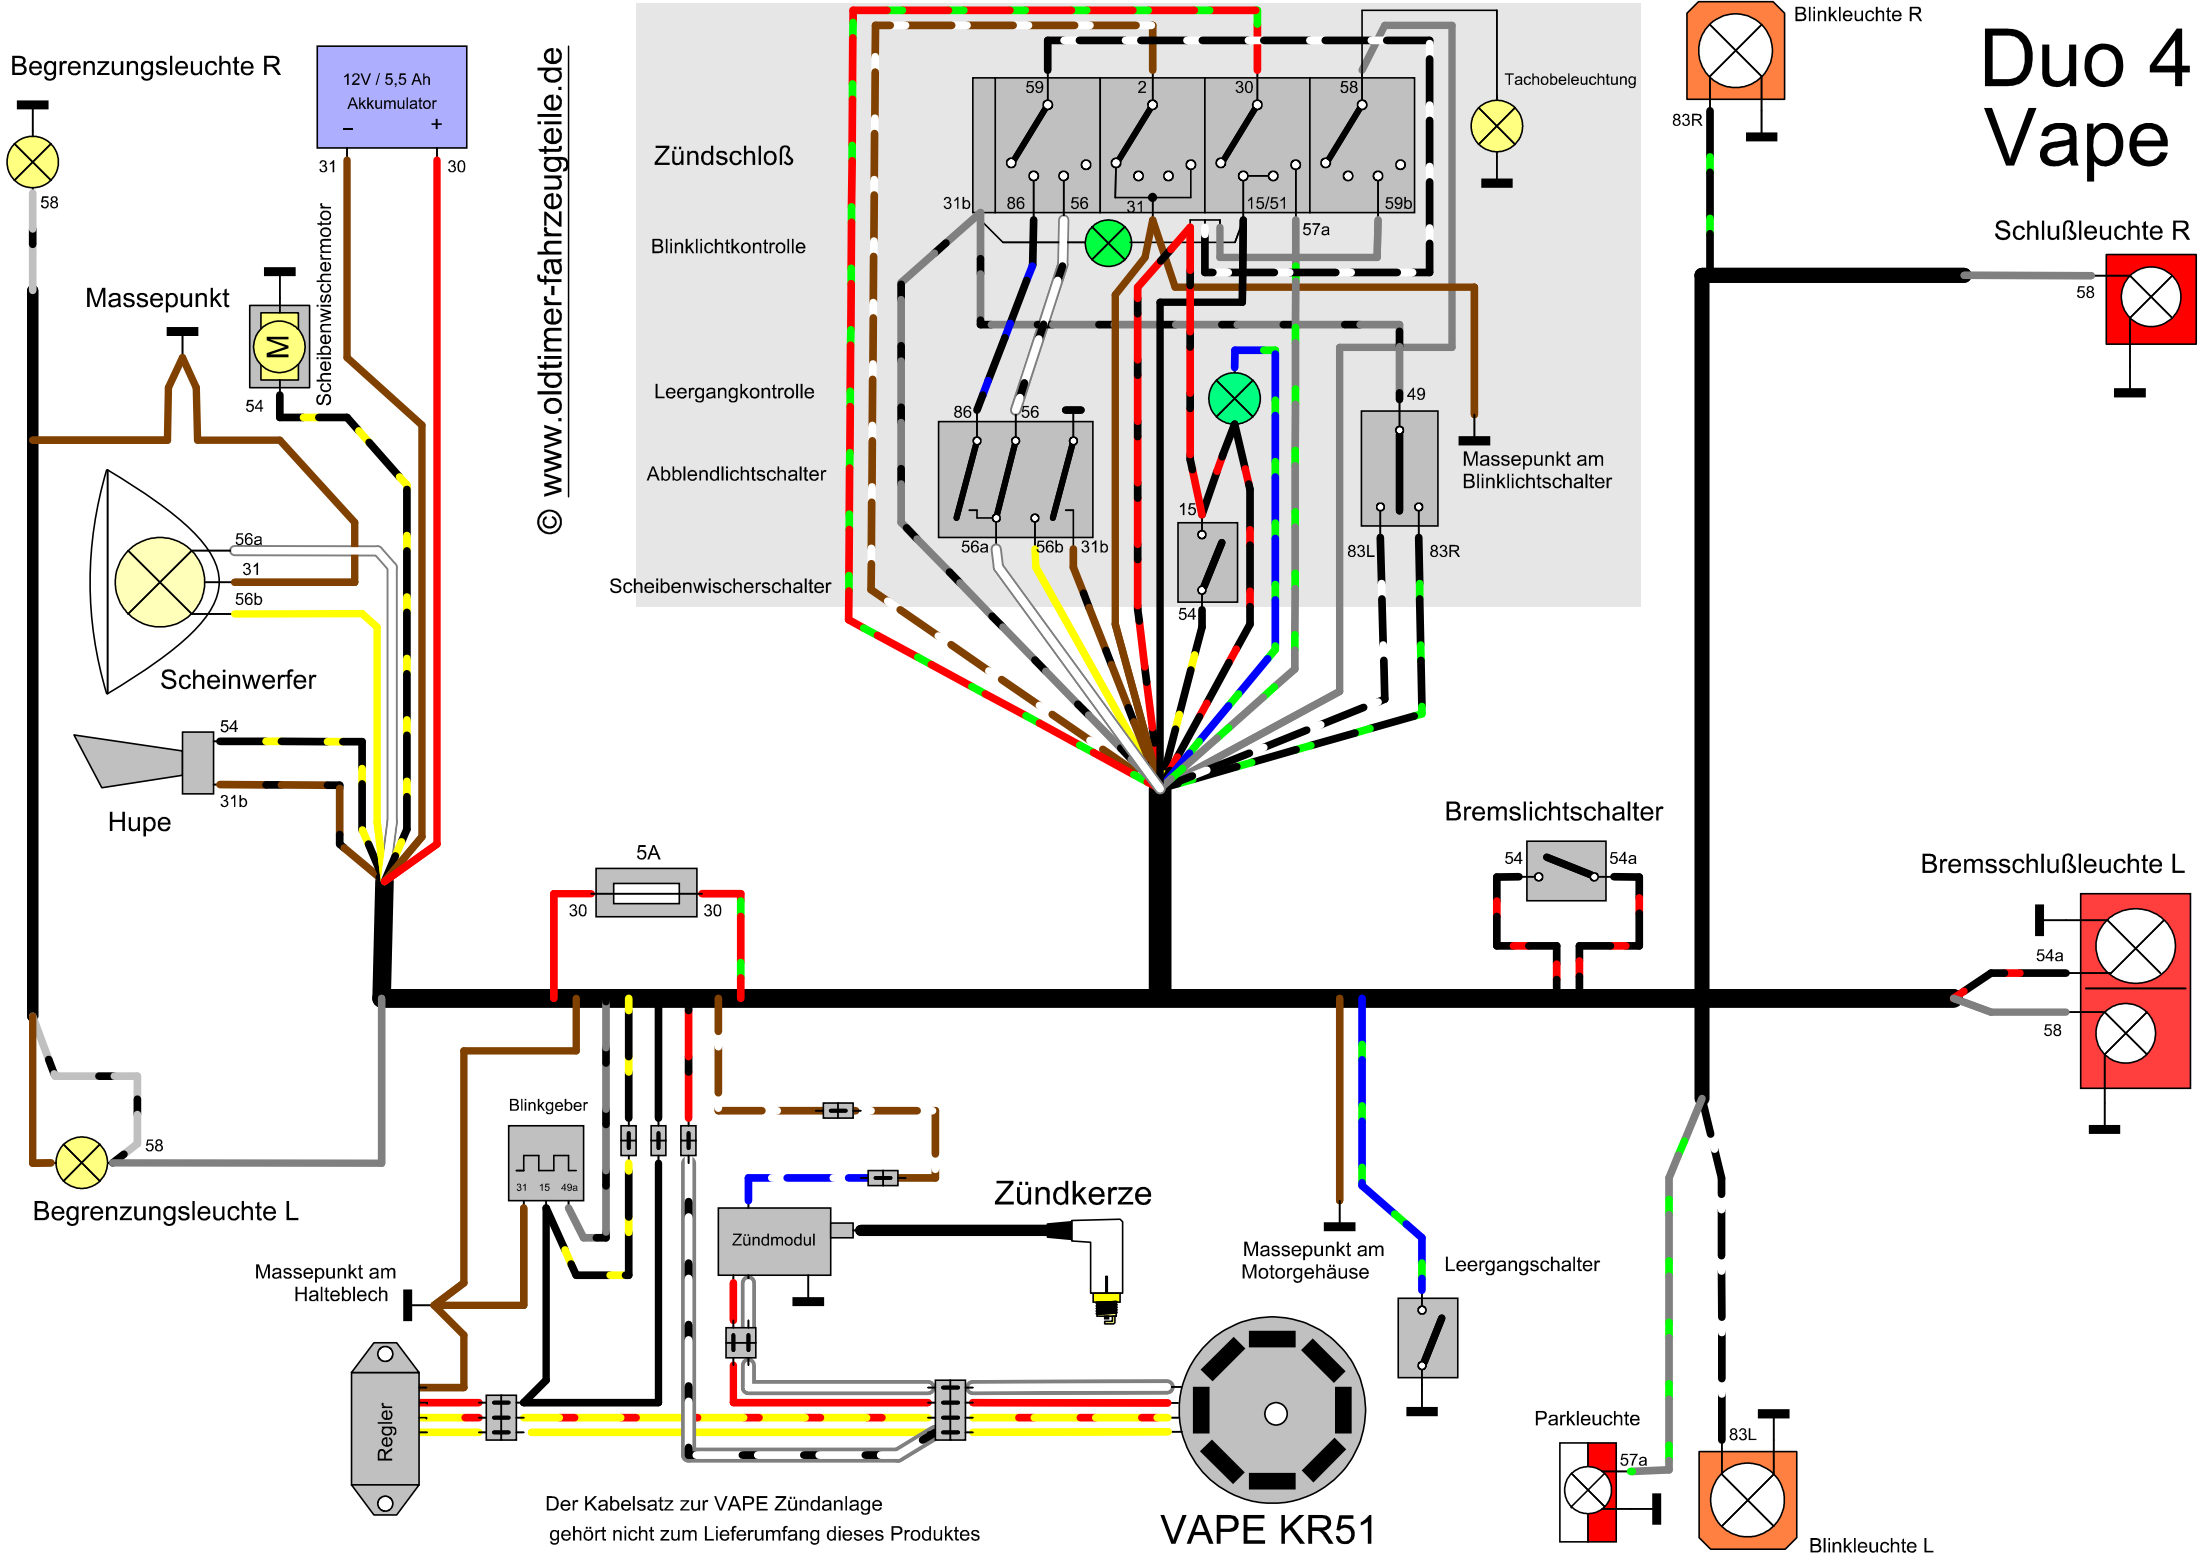 Duo 4
Vape
Begrenzungsleuchte R
58
12V / 5,5 Ah
Akkumulator
–
+
31
30
Massepunkt
Scheibenwischermotor
M
54
© www.oldtimer-fahrzeugteile.de
56a
31
56b
Scheinwerfer
54
31b
Hupe
Zündschloß
59
2
30
58
31b
86
56
31
15/51
57a
59b
Tachobeleuchtung
Blinklichtkontrolle
Leergangkontrolle
86
56
Abblendlichtschalter
56a
56b
31b
Scheibenwischerschalter
15
54
49
83L
83R
Massepunkt am
Blinklichtschalter
Blinkleuchte R
83R
Schlußleuchte R
58
Bremslichtschalter
54
54a
Bremsschlußleuchte L
54a
58
5A
30
30
58
Begrenzungsleuchte L
Blinkgeber
31
15
49a
Massepunkt am
Halteblech
Regler
Zündmodul
Zündkerze
Massepunkt am
Motorgehäuse
Leergangschalter
VAPE KR51
Der Kabelsatz zur VAPE Zündanlage
gehört nicht zum Lieferumfang dieses Produktes
Parkleuchte
57a
83L
Blinkleuchte L